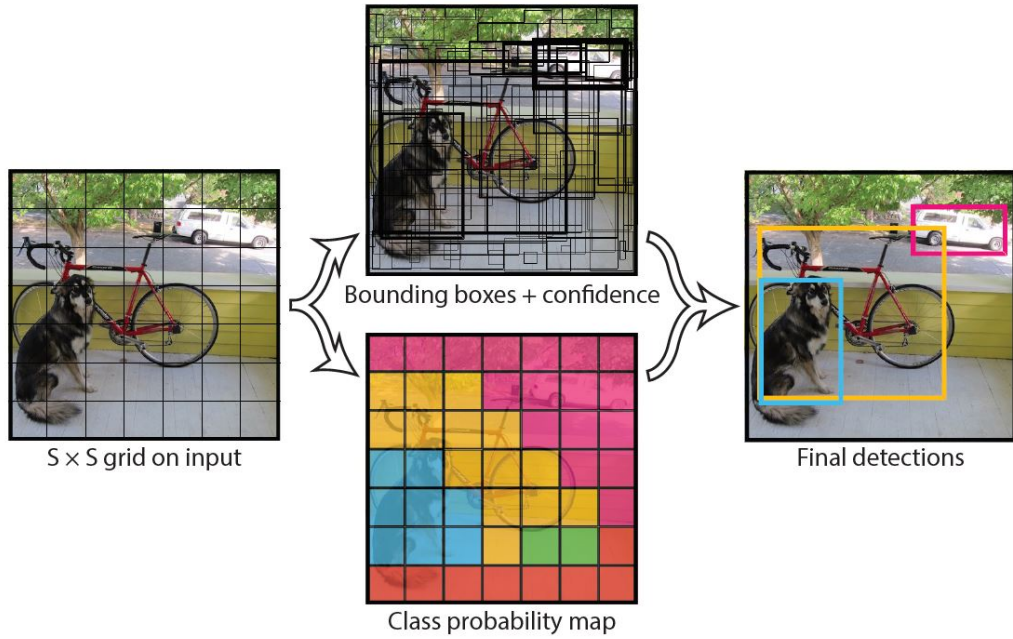 S × S grid on input
Bounding boxes + confidence
Class probability map
Final detections